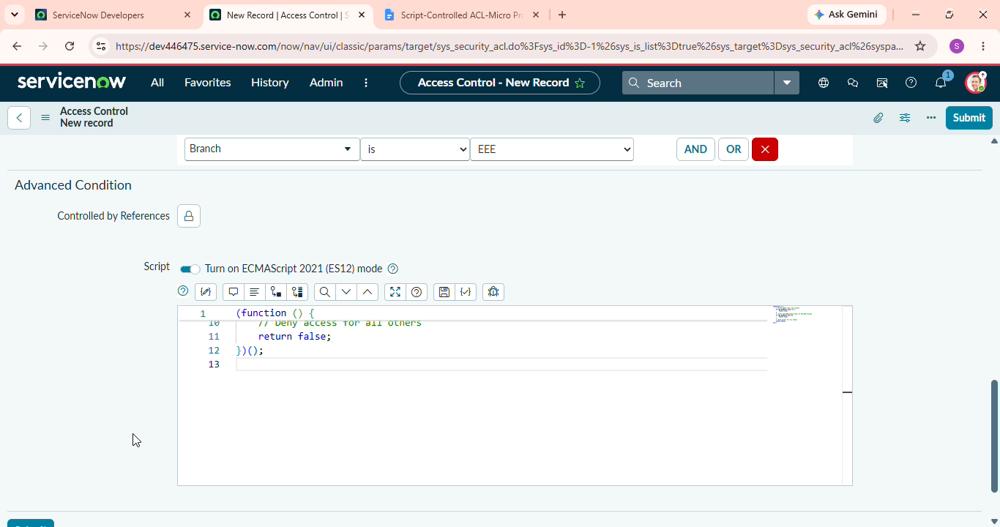 ServiceNow Developers
New Record | Access Control | S
Script-Controlled ACL-Micro Pr
Ask Gemini
https://dev446475.service-now.com/now/nav/ui/classic/params/target/sys_security_acl.do%3Fsys_id%3D-1%26sys_is_list%3Dtrue%26sys_target%3Dsys_security_acl%26syspa...
S
servicenow
All
Favorites
History
Admin
Access Control - New Record
Search
1
Access Control
New record
Submit
Branch
is
EEE
AND
OR
Advanced Condition
Controlled by References
Script
Turn on ECMAScript 2021 (ES12) mode
1 (function () {
10 // Deny access for all others
11 return false;
12 })();
13